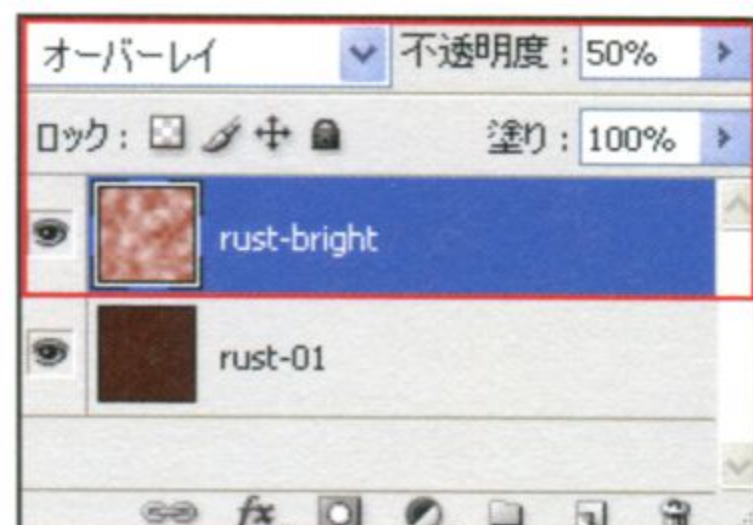 オーバーレイ 不透明度 : 50%
ロック : 塗り : 100%
rust-bright
rust-01
fx.